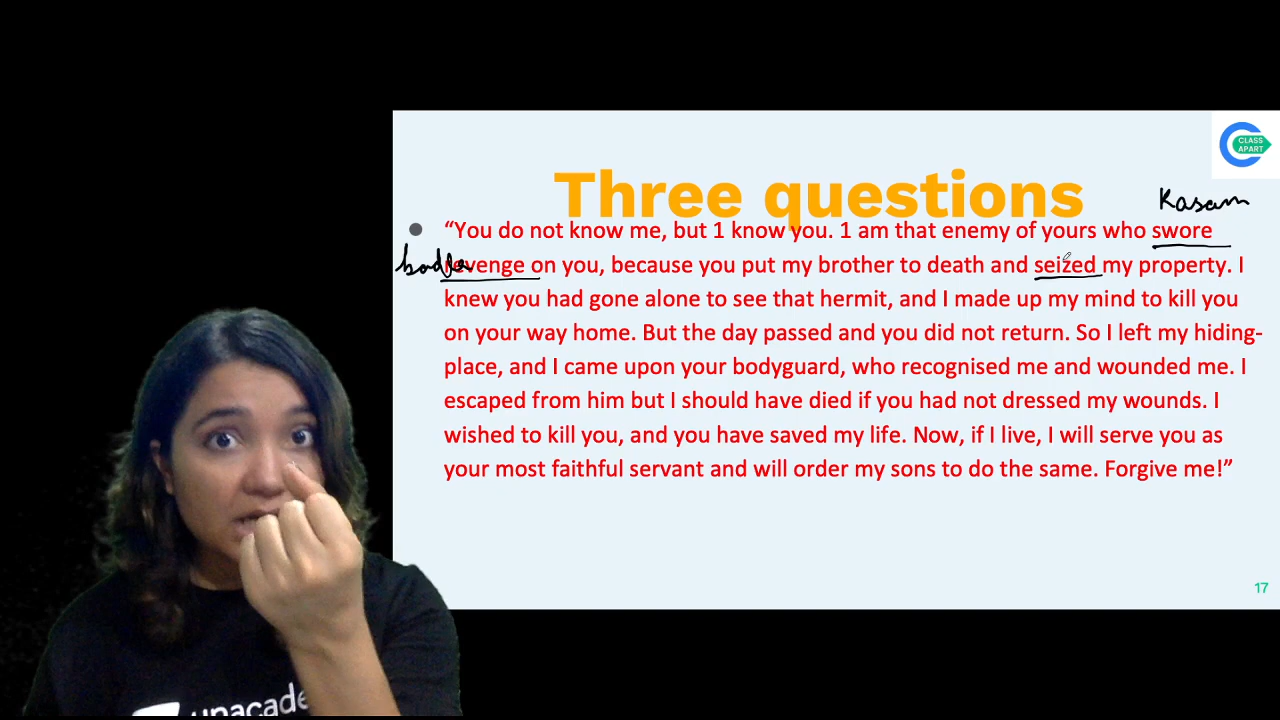 CLASS
APART
Three questions
Kasam
“You do not know me, but 1 know you. 1 am that enemy of yours who swore
badla
revenge on you, because you put my brother to death and seized my property. I
knew you had gone alone to see that hermit, and I made up my mind to kill you
on your way home. But the day passed and you did not return. So I left my hiding-
place, and I came upon your bodyguard, who recognised me and wounded me. I
escaped from him but I should have died if you had not dressed my wounds. I
wished to kill you, and you have saved my life. Now, if I live, I will serve you as
your most faithful servant and will order my sons to do the same. Forgive me!”
17
unacade